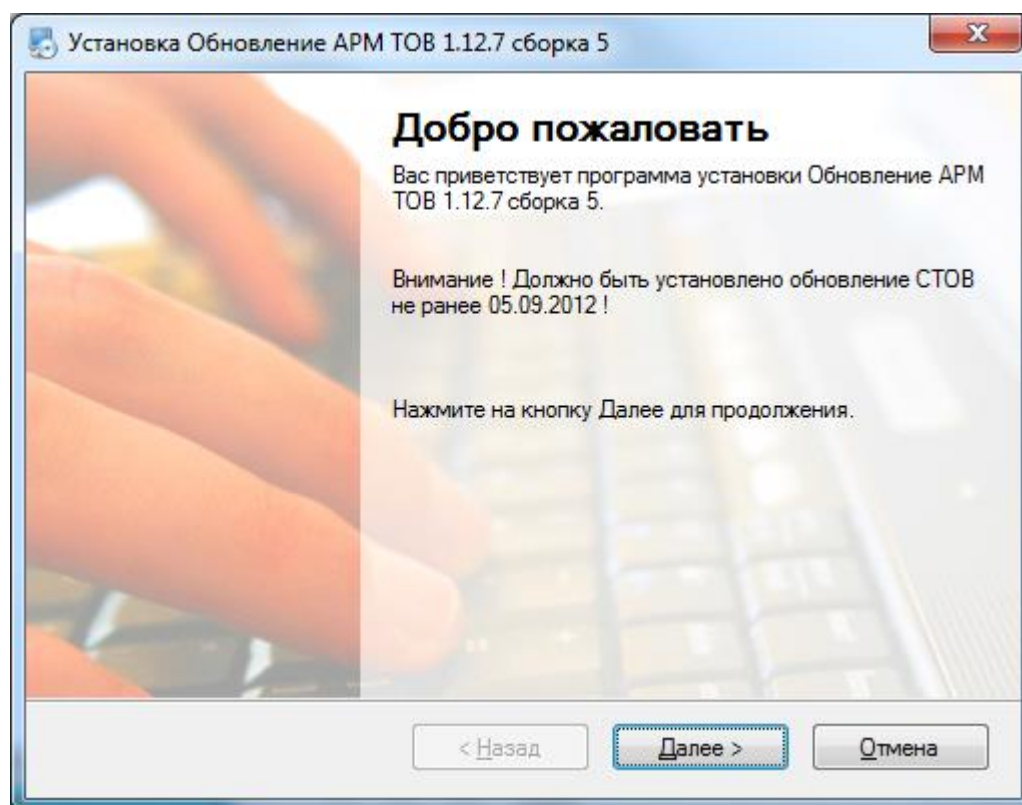 Установка Обновление АРМ ТОВ 1.12.7 сборка 5
Добро пожаловать
Вас приветствует программа установки Обновление АРМ
ТОВ 1.12.7 сборка 5.
Внимание ! Должно быть установлено обновление СТОВ
не ранее 05.09.2012 !
Нажмите на кнопку Далее для продолжения.
< Назад
Далее >
Отмена